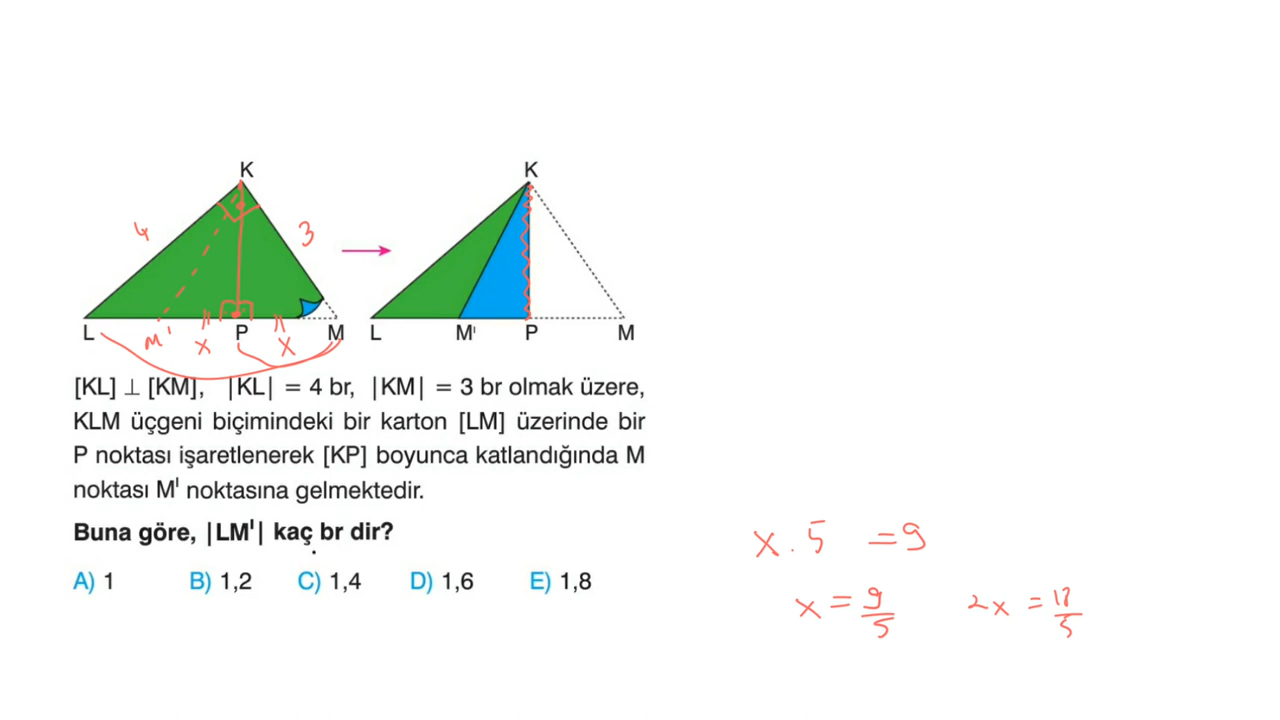 K
K
4
3
L
M'
P
M
L
M'
P
M
x
x
[KL] ⊥ [KM], |KL| = 4 br, |KM| = 3 br olmak üzere,
KLM üçgeni biçimindeki bir karton [LM] üzerinde bir
P noktası işaretlenerek [KP] boyunca katlandığında M
noktası M' noktasına gelmektedir.
Buna göre, |LM'| kaç br dir?
A) 1 B) 1,2 C) 1,4 D) 1,6 E) 1,8
x . 5 = 9
x = 9/5 2x = 18/5